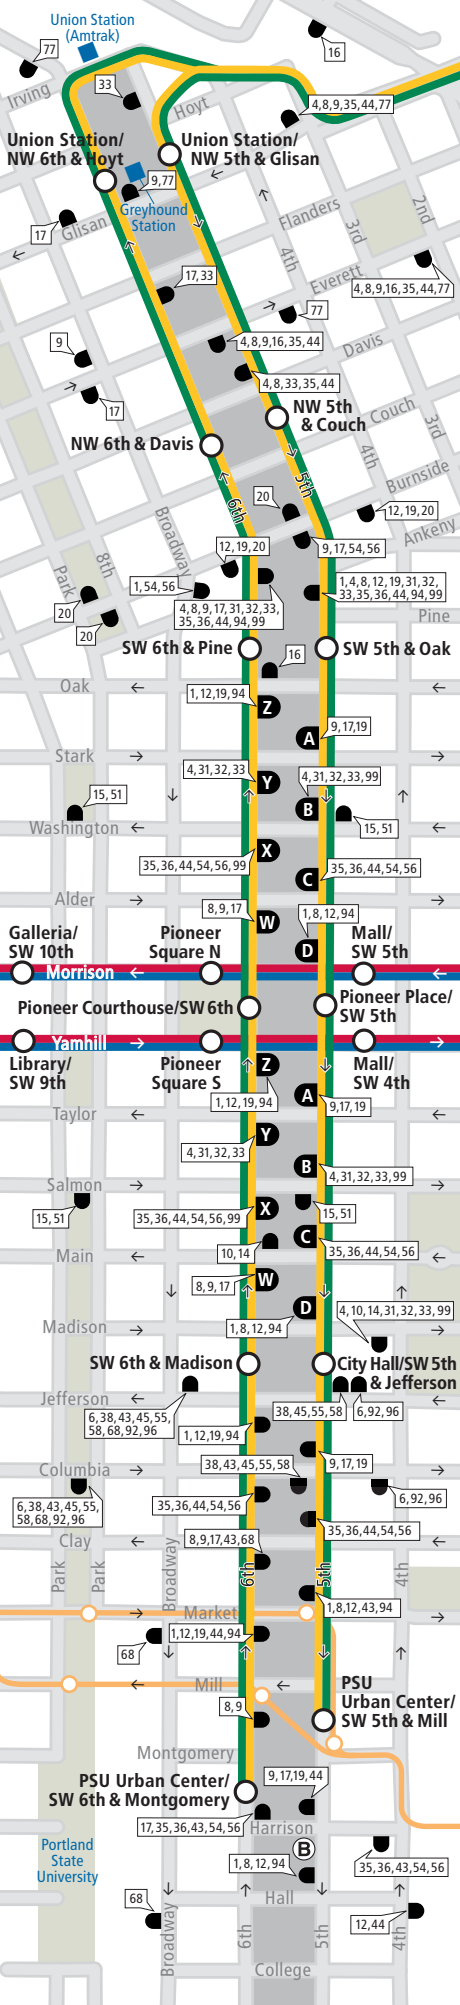 Union Station
(Amtrak)
77
16
33
Irving
Hoyt
4,8,9,35,44,77
Union Station/
NW 6th & Hoyt
Union Station/
NW 5th & Glisan
9,77
Greyhound
Station
17
Glisan
Flanders
2nd
3rd
4th
17,33
Everett
4,8,9,16,35,44,77
77
9
4,8,9,16,35,44
Davis
4,8,33,35,44
17
NW 5th
& Couch
Couch
3rd
NW 6th & Davis
4th
Burnside
6th
5th
20
12,19,20
Broadway
Ankeny
12,19,20
9,17,54,56
8th
Park
1,54,56
1,4,8,12,19,31,32,
33,35,36,44,94,99
20
4,8,9,17,31,32,33,
35,36,44,94,99
Pine
20
SW 6th & Pine
SW 5th & Oak
16
Oak
1,12,19,94
Z
9,17,19
A
Stark
4,31,32,33
Y
4,31,32,33,99
B
15,51
15,51
Washington
X
35,36,44,54,56,99
35,36,44,54,56
C
Alder
8,9,17
W
1,8,12,94
D
Galleria/
SW 10th
Pioneer
Square N
Mall/
SW 5th
Morrison
Pioneer Courthouse/SW 6th
Pioneer Place/
SW 5th
Yamhill
Library/
SW 9th
Pioneer
Square S
Mall/
SW 4th
Z
1,12,19,94
A
9,17,19
Taylor
Y
4,31,32,33
B
4,31,32,33,99
Salmon
15,51
X
15,51
35,36,44,54,56,99
C
10,14
35,36,44,54,56
Main
W
8,9,17
D
4,10,14,31,32,33,99
1,8,12,94
Madison
SW 6th & Madison
City Hall/SW 5th
& Jefferson
Jefferson
6,38,43,45,55,
58,68,92,96
38,45,55,58
6,92,96
1,12,19,94
38,43,45,55,58
9,17,19
Columbia
6,38,43,45,55,
58,68,92,96
35,36,44,54,56
6,92,96
35,36,44,54,56
8,9,17,43,68
Clay
Park
Park
Broadway
6th
5th
4th
1,8,12,43,94
Market
1,12,19,44,94
68
Mill
PSU
Urban Center/
SW 5th & Mill
8,9
Montgomery
9,17,19,44
PSU Urban Center/
SW 6th & Montgomery
17,35,36,43,54,56
Harrison
Portland
State
University
B
1,8,12,94
35,36,43,54,56
68
Hall
12,44
Broadway
6th
5th
4th
College